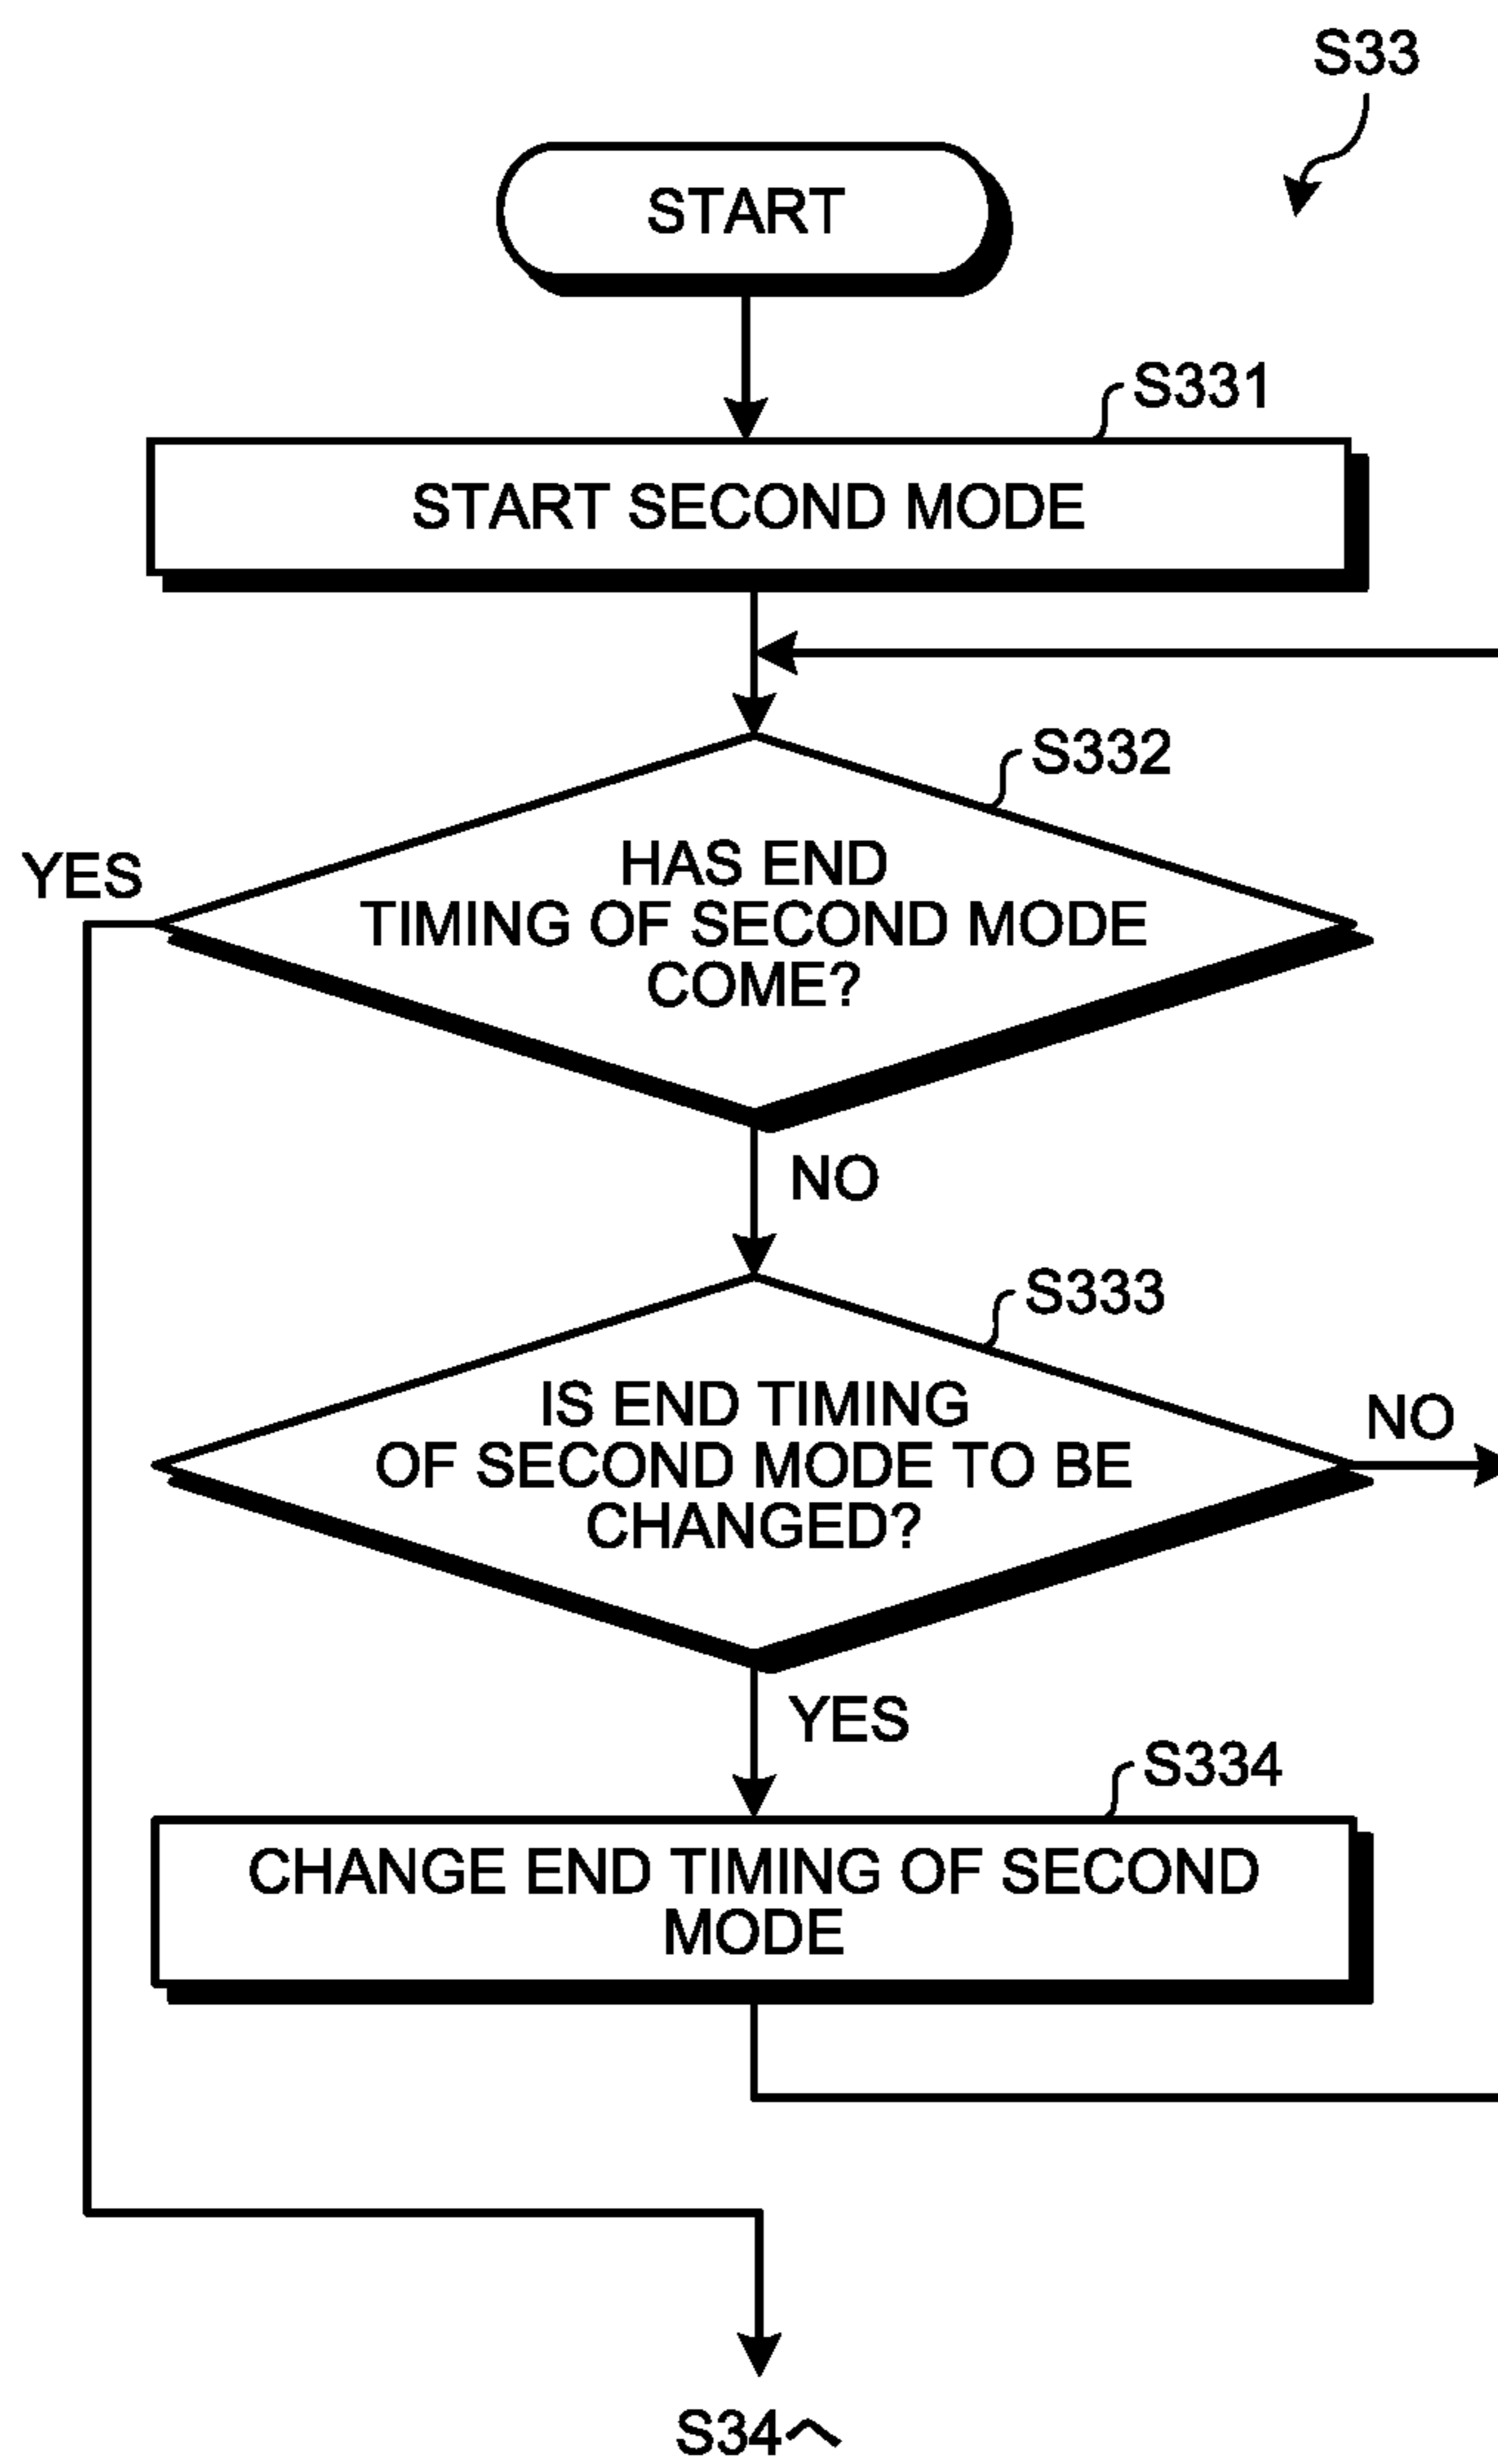 S33
START
S331
START SECOND MODE
S332
YES
HAS END
TIMING OF SECOND MODE
COME?
NO
S333
IS END TIMING
OF SECOND MODE TO BE
CHANGED?
NO
YES
S334
CHANGE END TIMING OF SECOND
MODE
S34へ